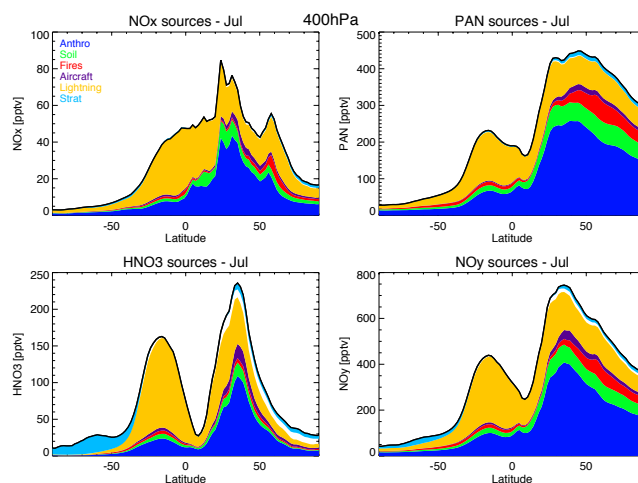 400hPa
NOx sources - Jul
Anthro
Soil
Fires
Aircraft
Lightning
Strat
NOx [pptv]
100
80
60
40
20
0
-50 0 50
Latitude
PAN sources - Jul
PAN [pptv]
500
400
300
200
100
0
-50 0 50
Latitude
HNO3 sources - Jul
HNO3 [pptv]
250
200
150
100
50
0
-50 0 50
Latitude
NOy sources - Jul
NOy [pptv]
800
600
400
200
0
-50 0 50
Latitude